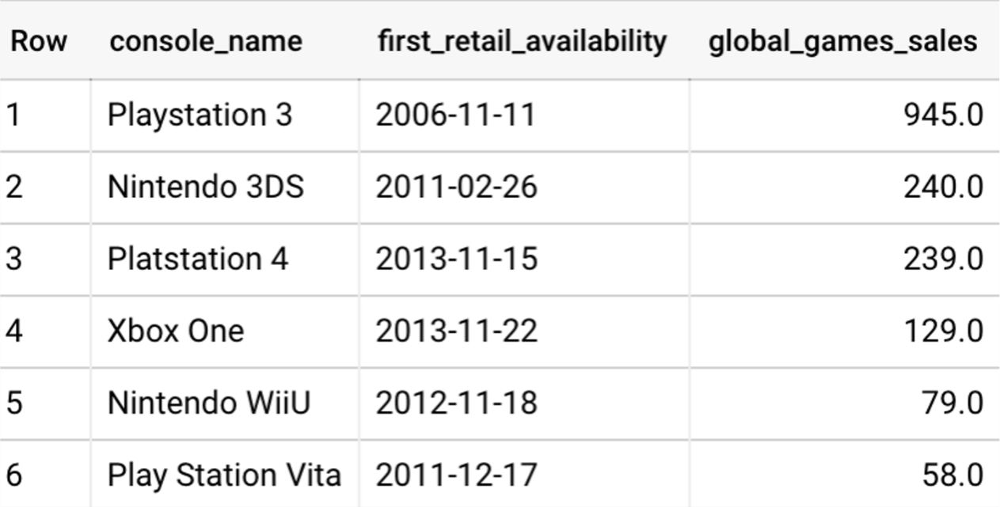 Row console_name first_retail_availability global_games_sales
1 Playstation 3 2006-11-11 945.0
2 Nintendo 3DS 2011-02-26 240.0
3 Platstation 4 2013-11-15 239.0
4 Xbox One 2013-11-22 129.0
5 Nintendo WiiU 2012-11-18 79.0
6 Play Station Vita 2011-12-17 58.0